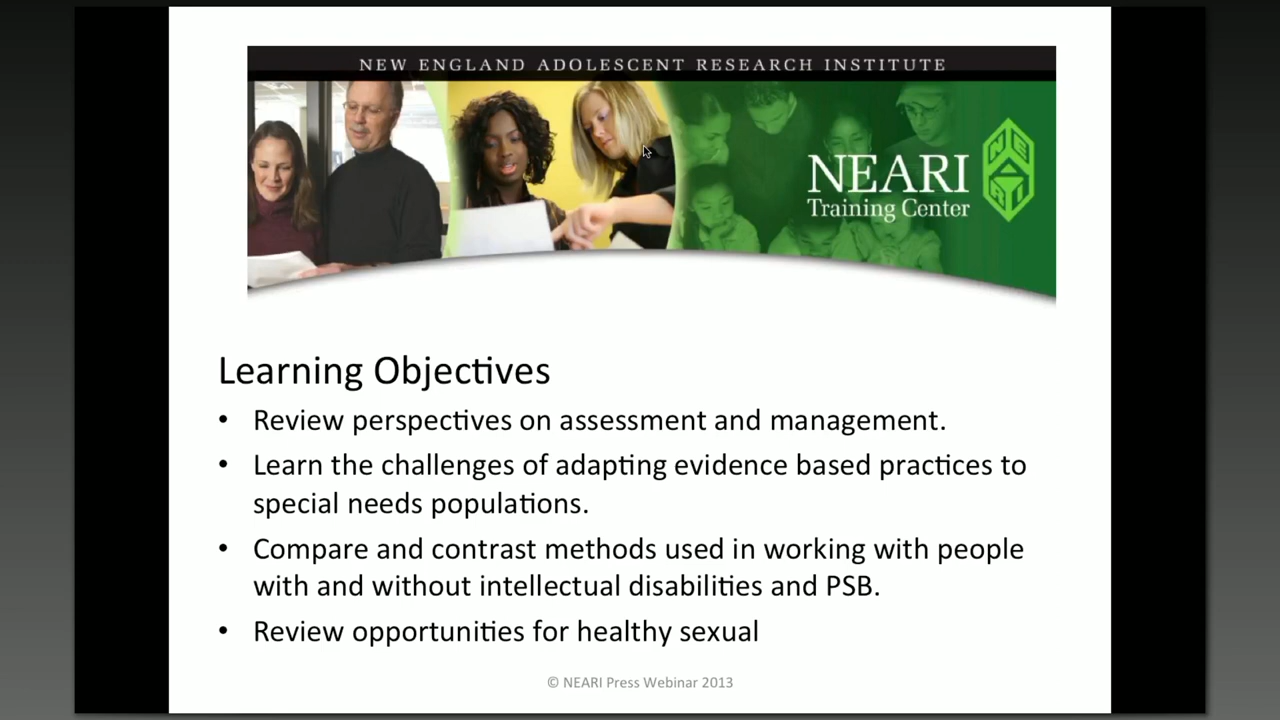 NEW ENGLAND ADOLESCENT RESEARCH INSTITUTE
NEARI
Training Center
NEARI
Learning Objectives
• Review perspectives on assessment and management.
• Learn the challenges of adapting evidence based practices to
special needs populations.
• Compare and contrast methods used in working with people
with and without intellectual disabilities and PSB.
• Review opportunities for healthy sexual
© NEARI Press Webinar 2013